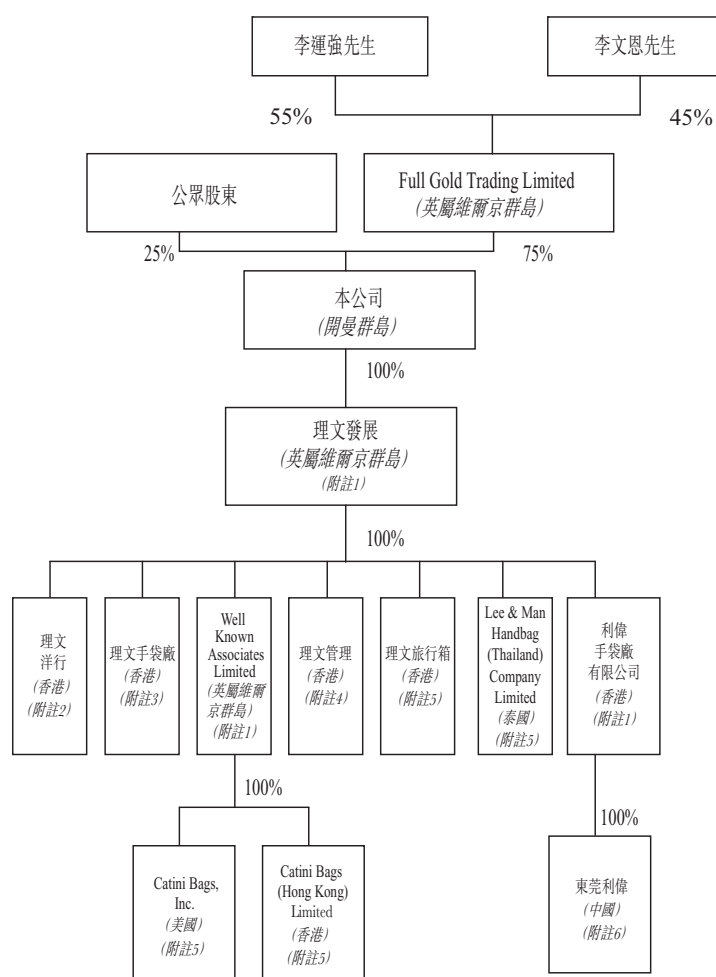 李運強先生
李文恩先生
55%
45%
公眾股東
Full Gold Trading Limited
(英屬維爾京群島)
25%
75%
本公司
(開曼群島)
100%
理文發展
(英屬維爾京群島)
(附註1)
100%
理文
洋行
(香港)
(附註2)
理文手袋廠
(香港)
(附註3)
Well
Known
Associates
Limited
(英屬維爾
京群島)
(附註1)
理文管理
(香港)
(附註4)
理文旅行箱
(香港)
(附註5)
Lee & Man
Handbag
(Thailand)
Company
Limited
(泰國)
(附註5)
利偉
手袋廠
有限公司
(香港)
(附註1)
100%
100%
Catini Bags,
Inc.
(美國)
(附註5)
Catini Bags
(Hong Kong)
Limited
(香港)
(附註5)
東莞利偉
(中國)
(附註6)